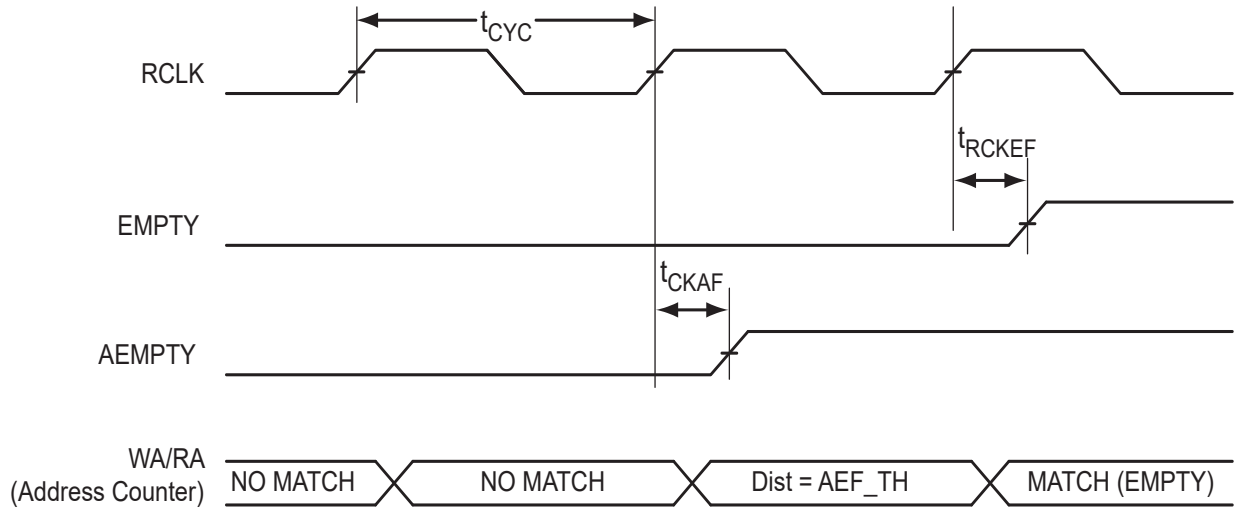 tCYC
RCLK
tRCKEF
EMPTY
tCKAF
AEMPTY
WA/RA
(Address Counter)
NO MATCH
NO MATCH
Dist = AEF_TH
MATCH (EMPTY)